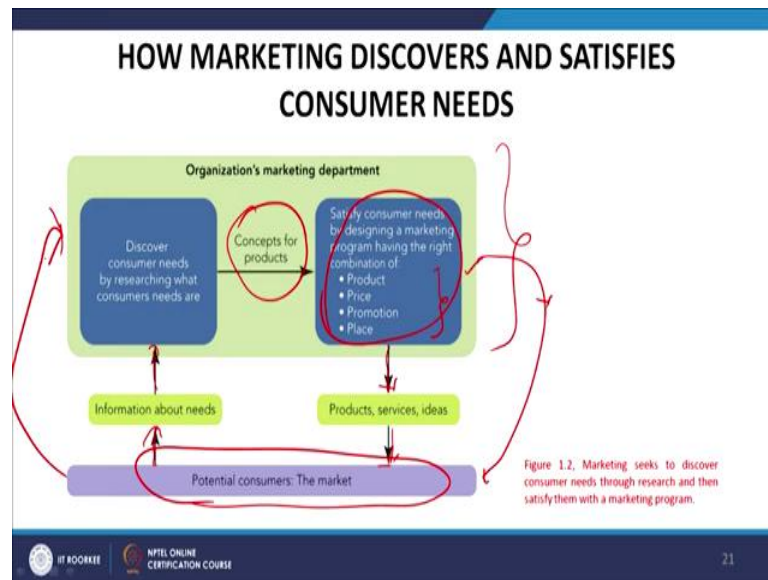 HOW MARKETING DISCOVERS AND SATISFIES
CONSUMER NEEDS
Organization's marketing department
Discover
consumer needs
by researching what
consumers needs are
Concepts for
products
Satisfy consumer needs
by designing a marketing
program having the right
combination of:
• Product
• Price
• Promotion
• Place
Information about needs
Products, services, ideas
Potential consumers: The market
Figure 1.2, Marketing seeks to discover
consumer needs through research and then
satisfy them with a marketing program.
IIT ROORKEE
NPTEL ONLINE
CERTIFICATION COURSE
21